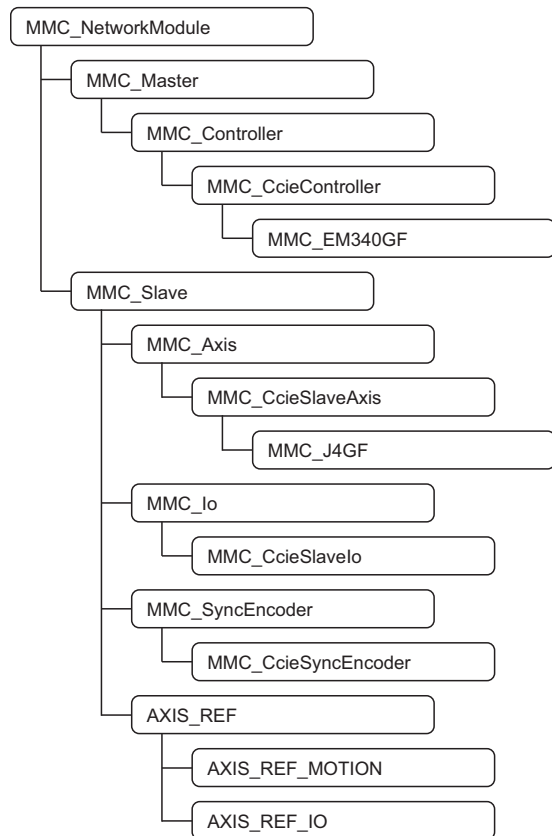 MMC_NetworkModule
MMC_Master
MMC_Controller
MMC_CcieController
MMC_EM340GF
MMC_Slave
MMC_Axis
MMC_CcieSlaveAxis
MMC_J4GF
MMC_Io
MMC_CcieSlaveIo
MMC_SyncEncoder
MMC_CcieSyncEncoder
AXIS_REF
AXIS_REF_MOTION
AXIS_REF_IO